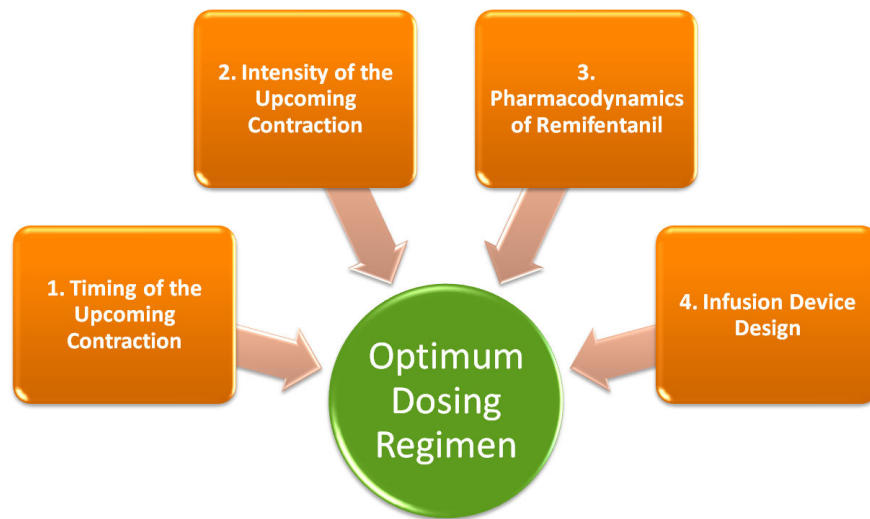 1. Timing of the
Upcoming
Contraction
2. Intensity of the
Upcoming
Contraction
3.
Pharmacodynamics
of Remifentanil
4. Infusion Device
Design
Optimum
Dosing
Regimen